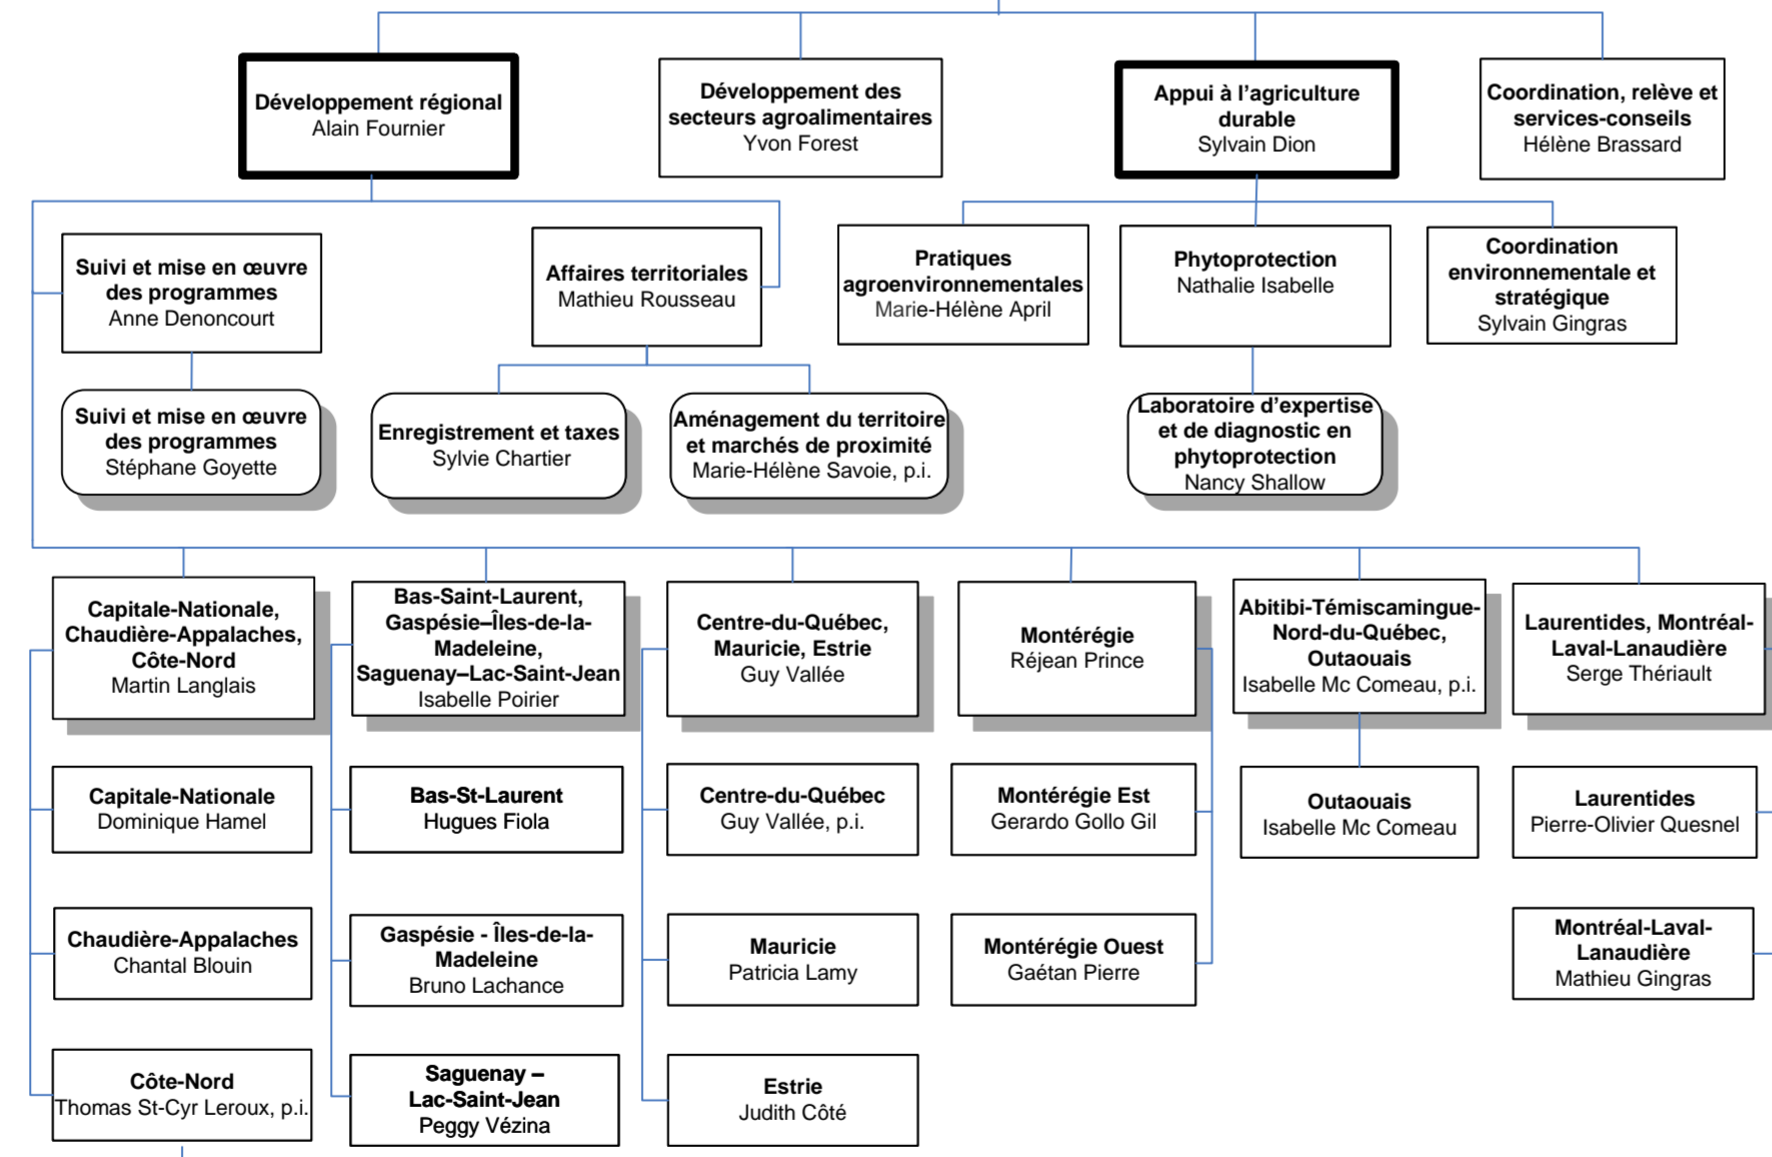 Développement régional
Alain Fournier
Développement des
secteurs agroalimentaires
Yvon Forest
Appui à l’agriculture
durable
Sylvain Dion
Coordination, relève et
services-conseils
Hélène Brassard
Suivi et mise en œuvre
des programmes
Anne Denoncourt
Affaires territoriales
Mathieu Rousseau
Pratiques
agroenvironnementales
Marie-Hélène April
Phytoprotection
Nathalie Isabelle
Coordination
environnementale et
stratégique
Sylvain Gingras
Suivi et mise en œuvre
des programmes
Stéphane Goyette
Enregistrement et taxes
Sylvie Chartier
Aménagement du territoire
et marchés de proximité
Marie-Hélène Savoie, p.i.
Laboratoire d’expertise
et de diagnostic en
phytoprotection
Nancy Shallow
Capitale-Nationale,
Chaudière-Appalaches,
Côte-Nord
Martin Langlais
Bas-Saint-Laurent,
Gaspésie–Îles-de-la-
Madeleine,
Saguenay–Lac-Saint-Jean
Isabelle Poirier
Centre-du-Québec,
Mauricie, Estrie
Guy Vallée
Montérégie
Réjean Prince
Abitibi-Témiscamingue-
Nord-du-Québec,
Outaouais
Isabelle Mc Comeau, p.i.
Laurentides, Montréal-
Laval-Lanaudière
Serge Thériault
Capitale-Nationale
Dominique Hamel
Bas-St-Laurent
Hugues Fiola
Centre-du-Québec
Guy Vallée, p.i.
Montérégie Est
Gerardo Gollo Gil
Outaouais
Isabelle Mc Comeau
Laurentides
Pierre-Olivier Quesnel
Chaudière-Appalaches
Chantal Blouin
Gaspésie - Îles-de-la-
Madeleine
Bruno Lachance
Mauricie
Patricia Lamy
Montérégie Ouest
Gaétan Pierre
Montréal-Laval-
Lanaudière
Mathieu Gingras
Côte-Nord
Thomas St-Cyr Leroux, p.i.
Saguenay –
Lac-Saint-Jean
Peggy Vézina
Estrie
Judith Côté